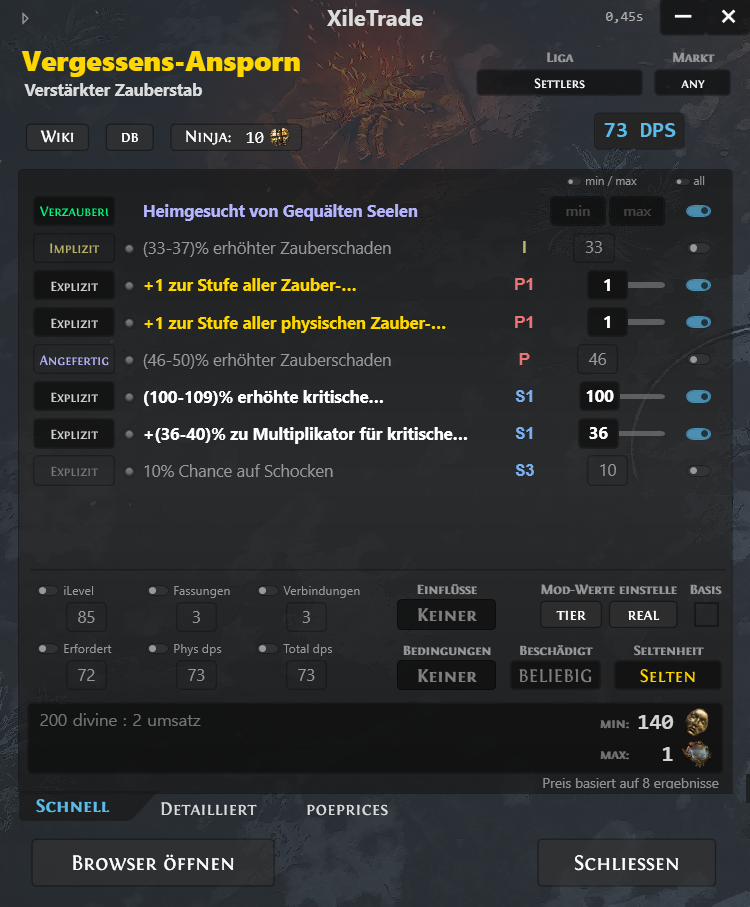 XileTrade
0,45s
Vergessens-Ansporn
Verstärkter Zauberstab
Liga
Markt
Settlers
any
Wiki
db
Ninja: 10
73 DPS
min / max
all
Verzauberi
Heimgesucht von Gequälten Seelen
min
max
Implizit
(33-37)% erhöhter Zauberschaden
I
33
Explizit
+1 zur Stufe aller Zauber-...
P1
1
Explizit
+1 zur Stufe aller physischen Zauber-...
P1
1
Angefertig
(46-50)% erhöhter Zauberschaden
P
46
Explizit
(100-109)% erhöhte kritische...
S1
100
Explizit
+(36-40)% zu Multiplikator für kritische...
S1
36
Explizit
10% Chance auf Schocken
S3
10
iLevel
Fassungen
Verbindungen
Einflüsse
Mod-Werte einstelle
Basis
85
3
3
Keiner
tier
real
Erfordert
Phys dps
Total dps
Bedingungen
Beschädigt
Seltenheit
72
73
73
Keiner
Beliebig
Selten
200 divine : 2 umsatz
min: 140
max: 1
Preis basiert auf 8 ergebnisse
Schnell
Detailliert
poeprices
Browser öffnen
Schliessen